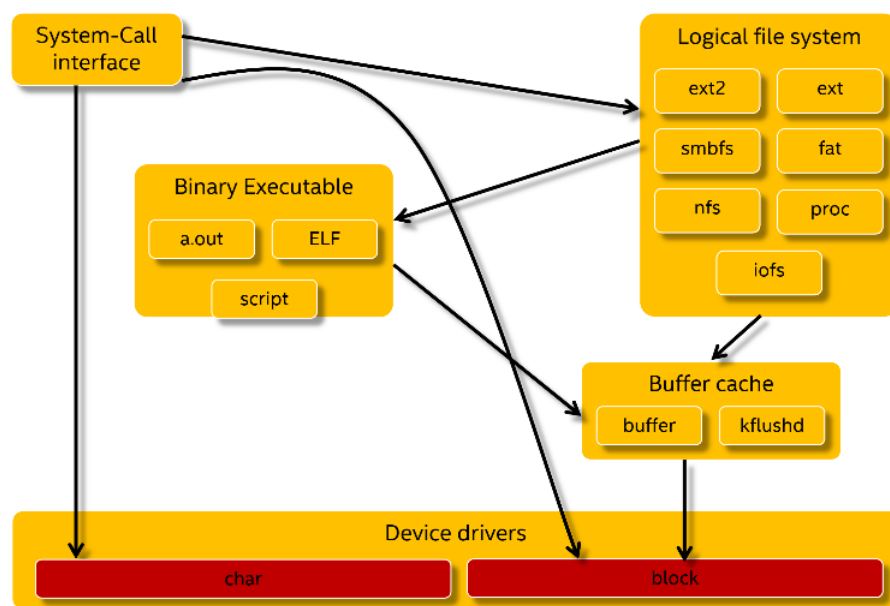 System-Call
interface
Logical file system
ext2
ext
smbfs
fat
nfs
proc
iofs
Binary Executable
a.out
ELF
script
Buffer cache
buffer
kflushd
Device drivers
char
block